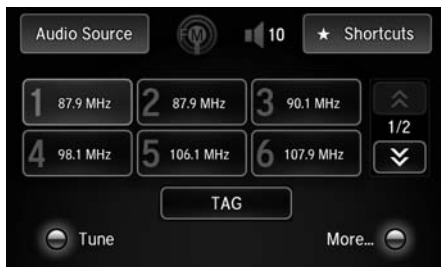 Audio Source FM 10 ★ Shortcuts
1 87.9 MHz 2 87.9 MHz 3 90.1 MHz
1/2
4 98.1 MHz 5 106.1 MHz 6 107.9 MHz
TAG
Tune More...